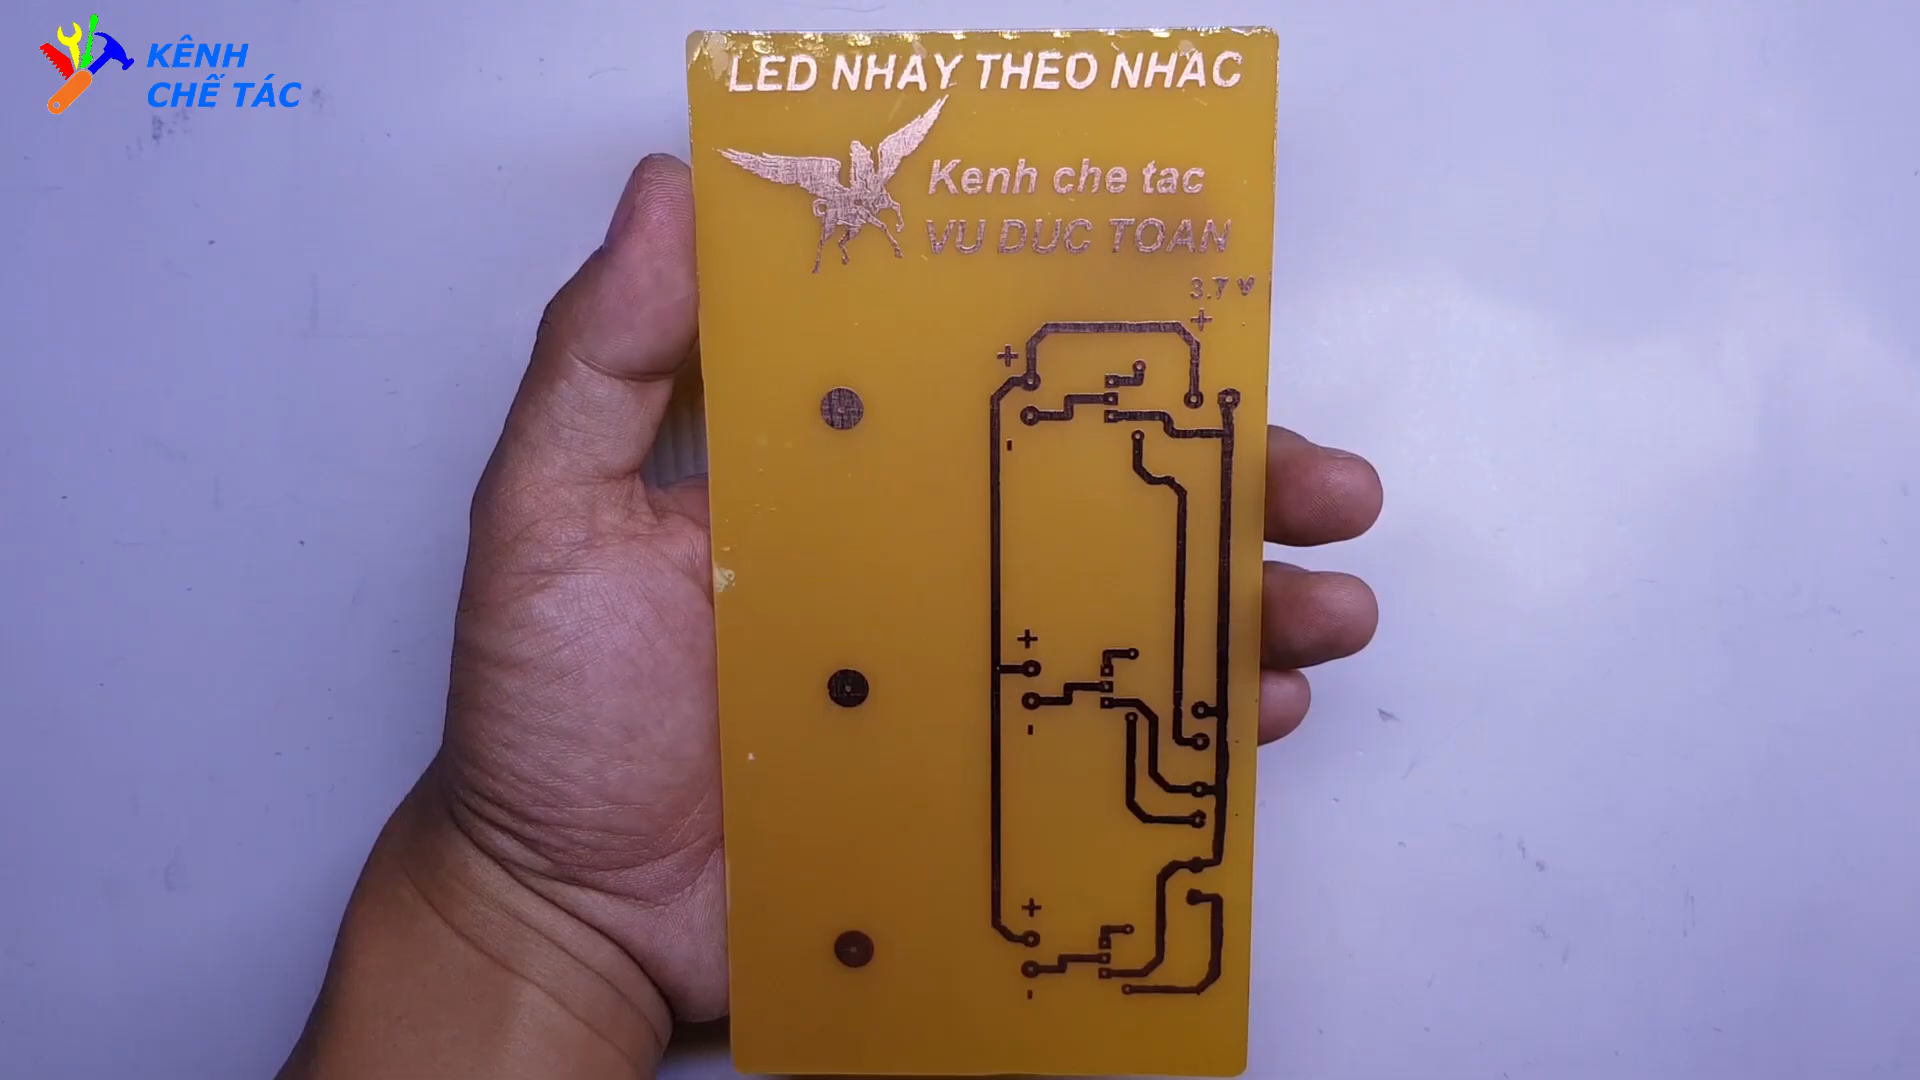 KÊNH
CHẾ TÁC
LED NHAY THEO NHAC
Kenh che tac
VU DUC TOAN
3.7 v
+
+
-
+
-
+
-